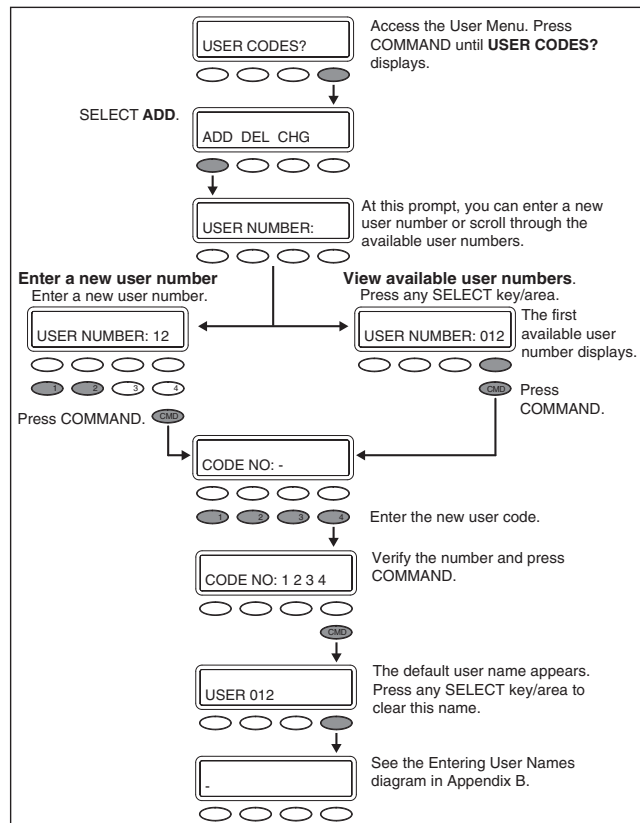 USER CODES?
Access the User Menu. Press
COMMAND until USER CODES?
displays.
SELECT ADD.
ADD DEL CHG
USER NUMBER:
At this prompt, you can enter a new
user number or scroll through the
available user numbers.
Enter a new user number
Enter a new user number.
USER NUMBER: 12
1 2 3 4
Press COMMAND. CMD
View available user numbers.
Press any SELECT key/area.
USER NUMBER: 012
The first
available user
number displays.
CMD Press
COMMAND.
CODE NO: -
1 2 3 4
Enter the new user code.
CODE NO: 1 2 3 4
Verify the number and press
COMMAND.
CMD
USER 012
The default user name appears.
Press any SELECT key/area to
clear this name.
-
See the Entering User Names
diagram in Appendix B.